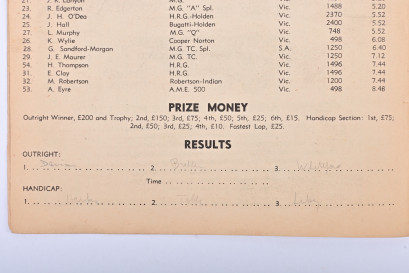 23. R. Edgerton M.G. "A" Spl. Vic. 1488 5.20
24. J. H. O'Dea H.R.G.-Holden Vic. 2370 5.52
25. J. Hall Bugatti-Holden Vic. 2400 5.52
27. L. Murphy M.G. "Q" Vic. 748 5.52
26. K. Wylie Cooper Norton Vic. 498 6.08
28. G. Sandford-Morgan M.G. TC. Spl. S.A. 1250 6.40
29. J. E. Maurer M.G. TC Vic. 1250 7.12
54. H. Thompson H.R.G. Vic. 1496 7.44
31. E. Clay H.R.G. Vic. 1496 7.44
32. M. Robertson Robertson-Indian Vic. 1200 7.44
53. A. Eyre A.M.E. 500 Vic. 498 8.48
PRIZE MONEY
Outright Winner, £200 and Trophy; 2nd, £150; 3rd, £75; 4th, £50; 5th, £25; 6th, £15. Handicap Section: 1st, £75;
2nd, £50; 3rd, £25; 4th, £10. Fastest Lap, £25.
RESULTS
OUTRIGHT:
1. 2. 3.
Time
HANDICAP:
1. 2. 3.